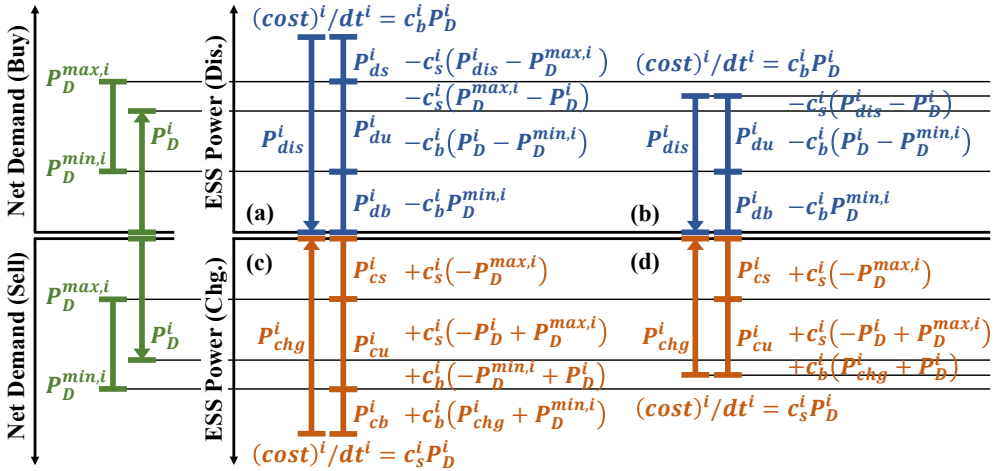 Net Demand (Buy)
P_D^{max,i}
P_D^i
P_D^{min,i}
Net Demand (Sell)
P_D^{max,i}
P_D^i
P_D^{min,i}
ESS Power (Dis.)
(cost)^i/dt^i = c_b^i P_D^i
P_{ds}^i −c_s^i(P_{dis}^i − P_D^{max,i})
−c_s^i(P_D^{max,i} − P_D^i)
P_{dis}^i
P_{du}^i −c_b^i(P_D^i − P_D^{min,i})
P_{db}^i −c_b^i P_D^{min,i}
(a)
(cost)^i/dt^i = c_b^i P_D^i
−c_s^i(P_{dis}^i − P_D^i)
P_{dis}^i
P_{du}^i −c_b^i(P_D^i − P_D^{min,i})
P_{db}^i −c_b^i P_D^{min,i}
(b)
ESS Power (Chg.)
(c)
P_{cs}^i +c_s^i(−P_D^{max,i})
P_{chg}^i
P_{cu}^i +c_s^i(−P_D^i + P_D^{max,i})
+c_b^i(−P_D^{min,i} + P_D^i)
P_{cb}^i +c_b^i(P_{chg}^i + P_D^{min,i})
(cost)^i/dt^i = c_s^i P_D^i
(d)
P_{cs}^i +c_s^i(−P_D^{max,i})
P_{chg}^i
P_{cu}^i +c_s^i(−P_D^i + P_D^{max,i})
+c_b^i(P_{chg}^i + P_D^i)
(cost)^i/dt^i = c_s^i P_D^i